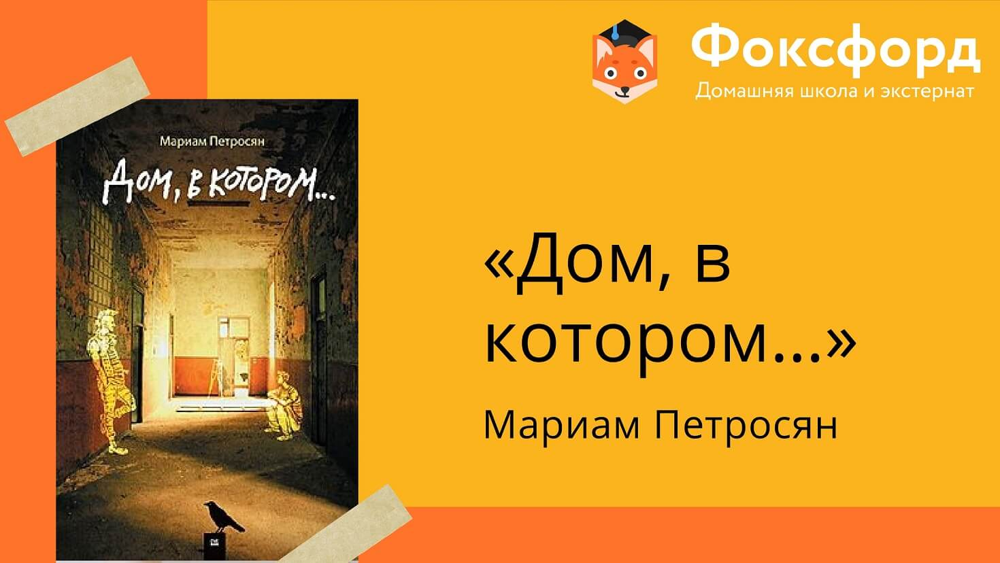 Фоксфорд
Домашняя школа и экстернат
Мариам Петросян
Дом, в котором...
«Дом, в
котором...»
Мариам Петросян